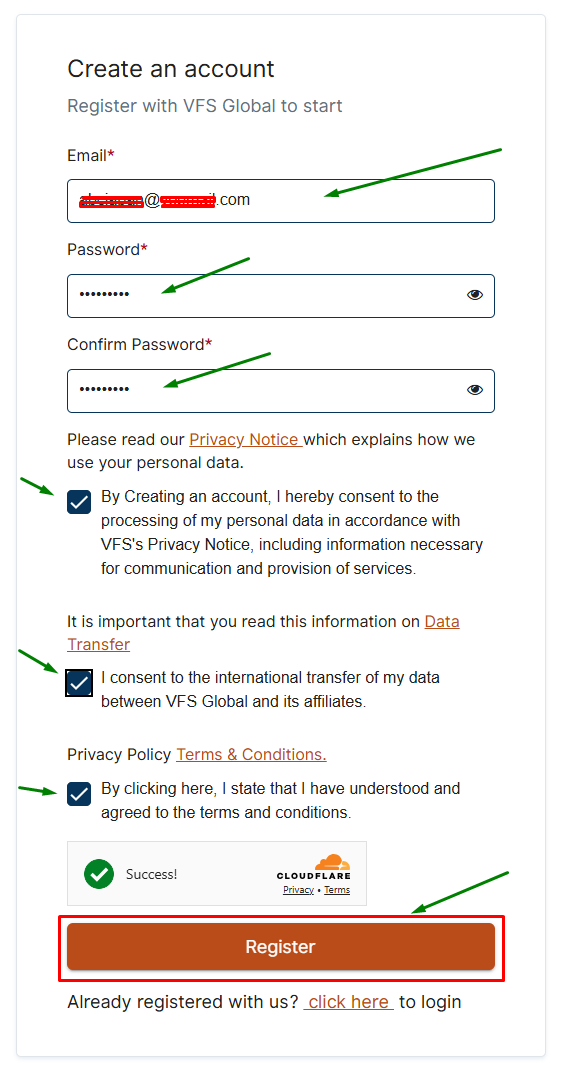 Create an account
Register with VFS Global to start
Email*
@ .com
Password*
•••••••••
Confirm Password*
•••••••••
Please read our Privacy Notice which explains how we
use your personal data.
By Creating an account, I hereby consent to the
processing of my personal data in accordance with
VFS's Privacy Notice, including information necessary
for communication and provision of services.
It is important that you read this information on Data
Transfer
I consent to the international transfer of my data
between VFS Global and its affiliates.
Privacy Policy Terms & Conditions.
By clicking here, I state that I have understood and
agreed to the terms and conditions.
Success!
CLOUDFLARE
Privacy • Terms
Register
Already registered with us? click here to login